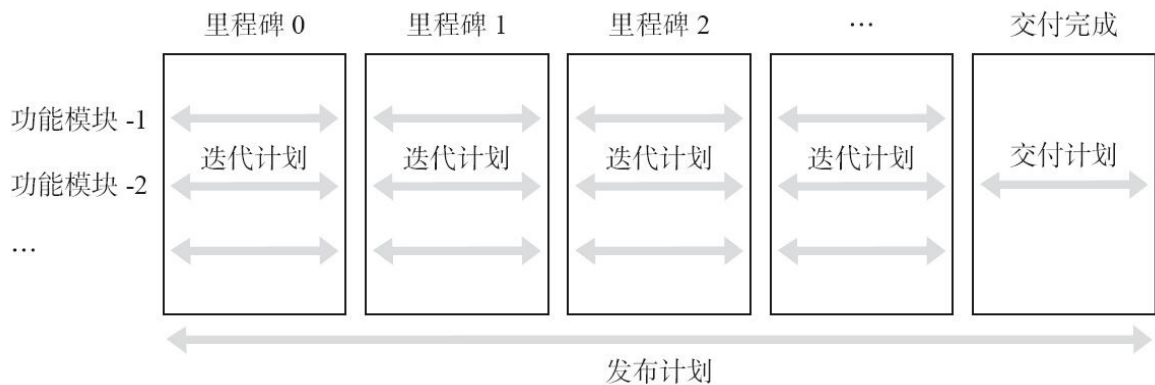 里程碑 0 里程碑 1 里程碑 2 … 交付完成
功能模块 -1
迭代计划 迭代计划 迭代计划 迭代计划 交付计划
功能模块 -2
…
发布计划